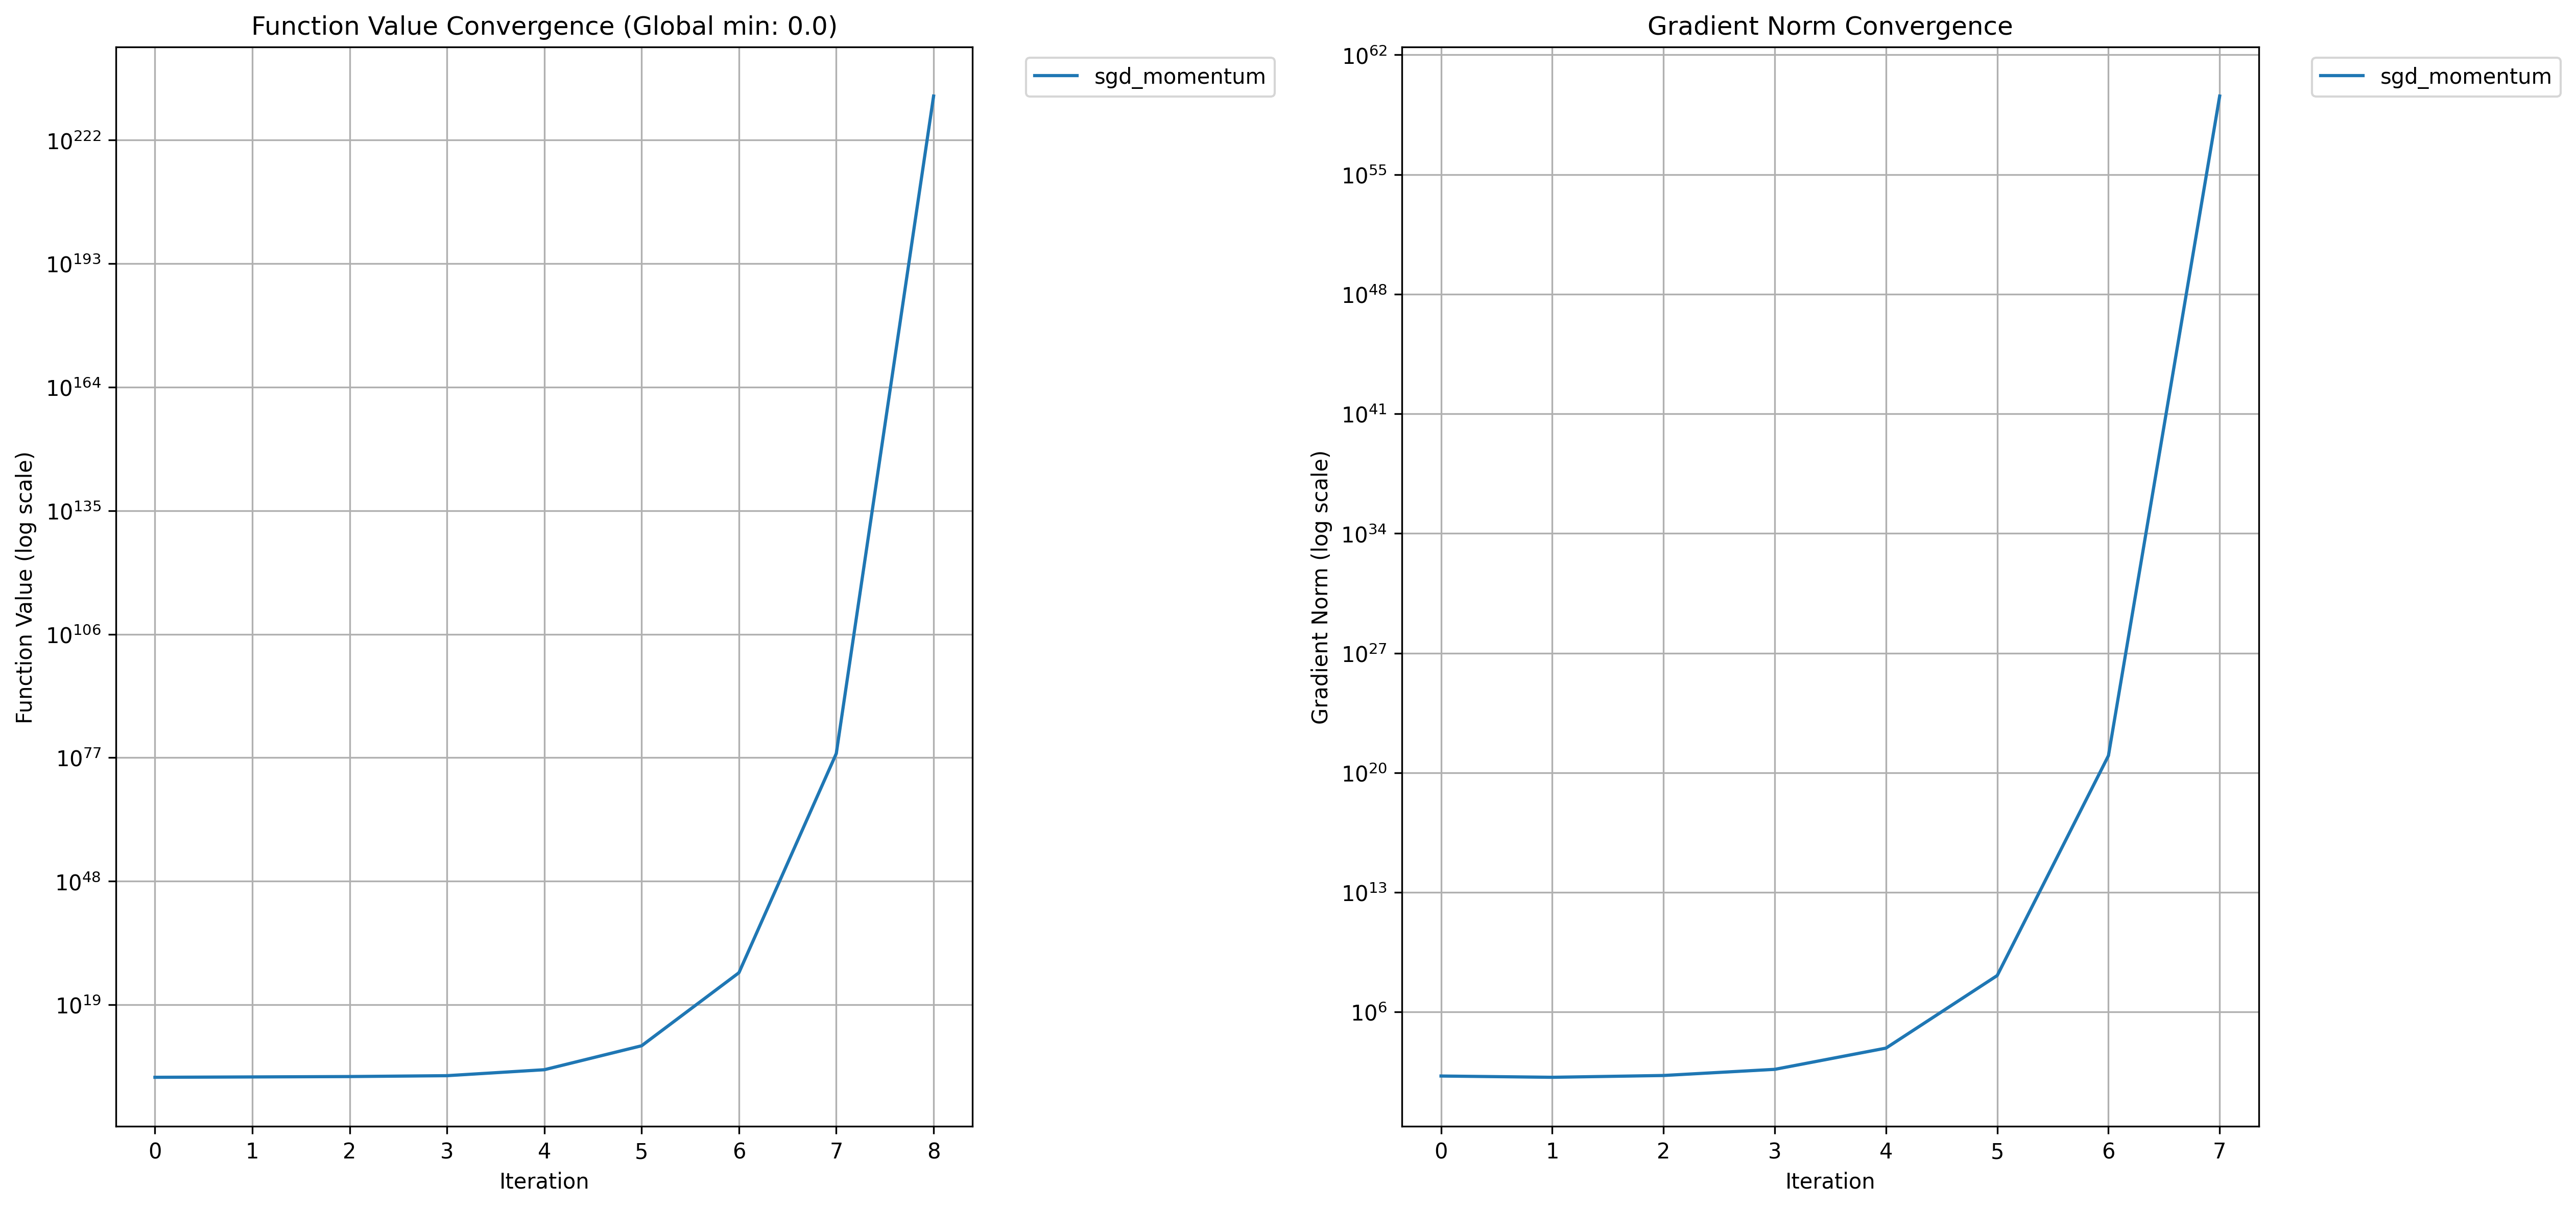 Function Value Convergence (Global min: 0.0)
sgd_momentum
Function Value (log scale)
10^222
10^193
10^164
10^135
10^106
10^77
10^48
10^19
0 1 2 3 4 5 6 7 8
Iteration
Gradient Norm Convergence
sgd_momentum
Gradient Norm (log scale)
10^62
10^55
10^48
10^41
10^34
10^27
10^20
10^13
10^6
0 1 2 3 4 5 6 7
Iteration